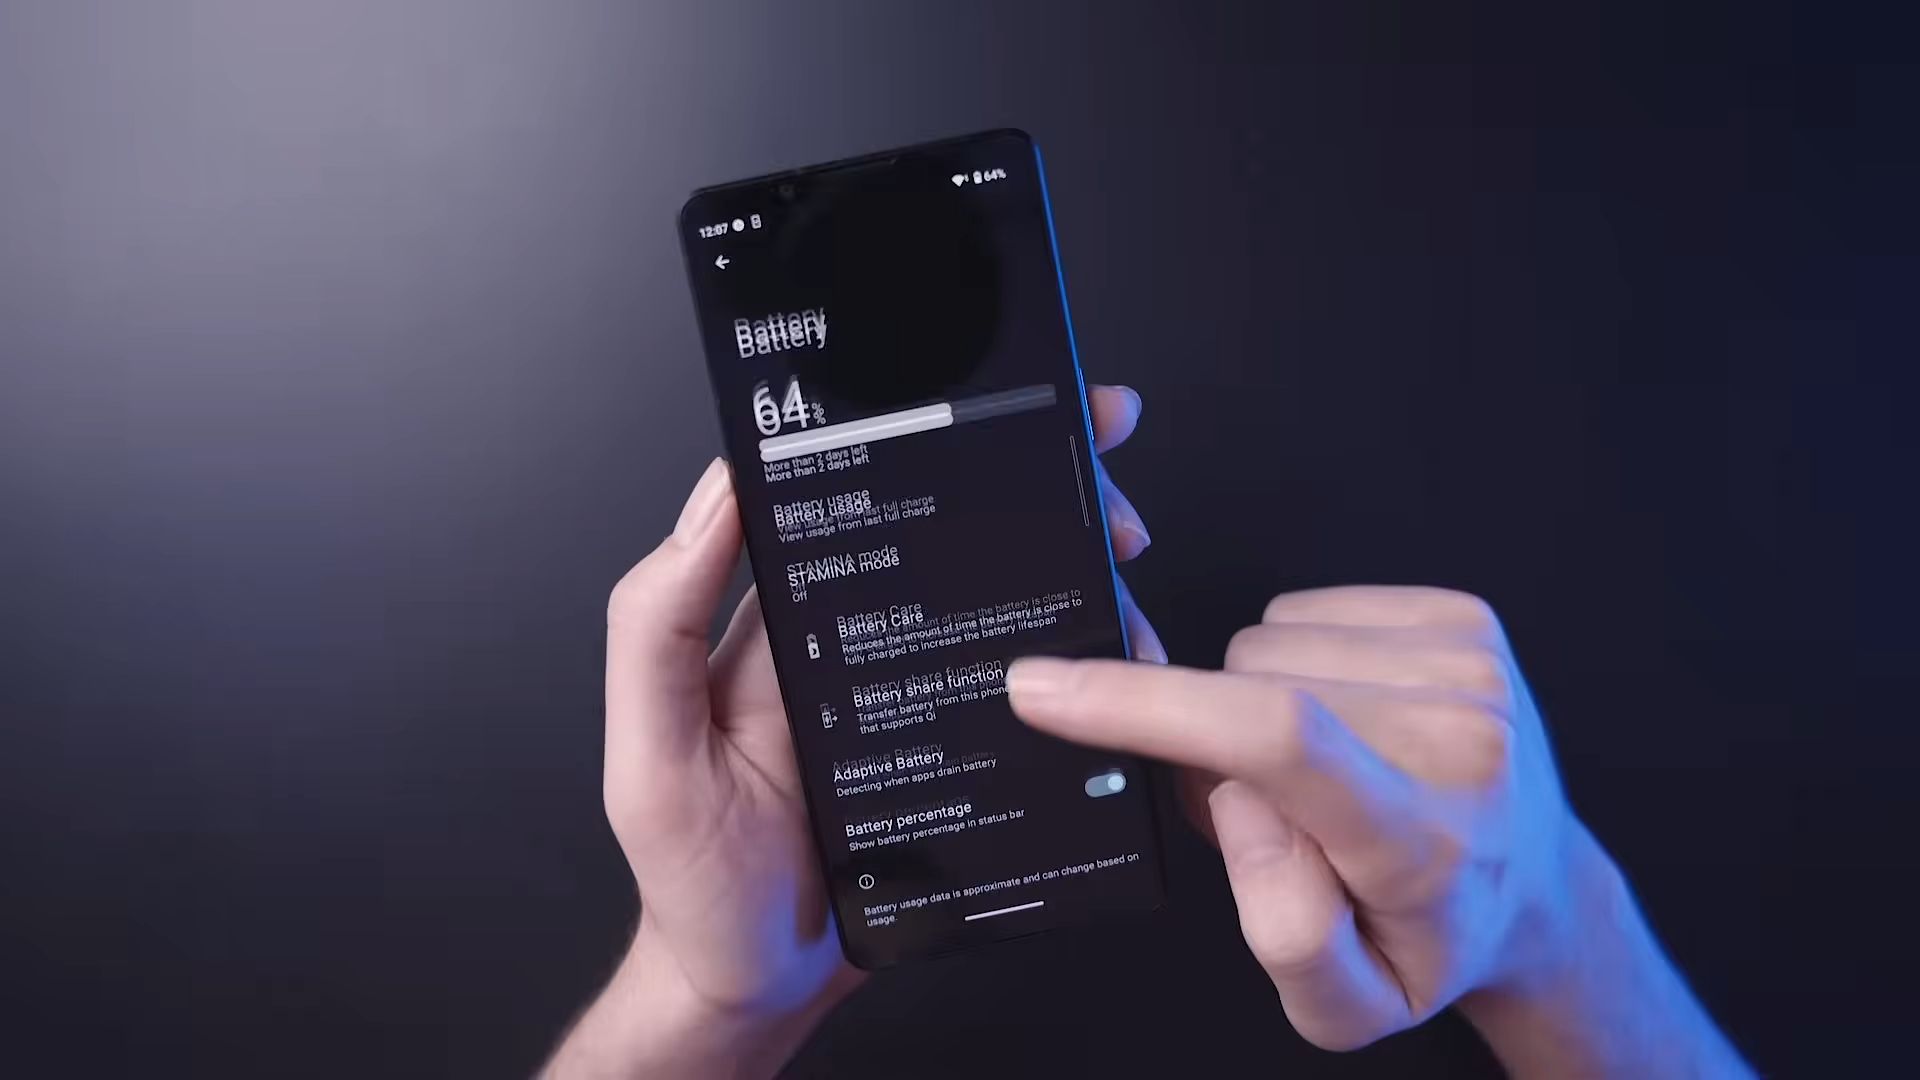 12:07
64%
Battery
64%
More than 2 days left
Battery usage
View usage from last full charge
STAMINA mode
Off
Battery Care
Reduces the amount of time the battery is close to
fully charged to increase the battery lifespan
Battery share function
Transfer battery from this phone
that supports Qi
Adaptive Battery
Detecting when apps drain battery
Battery percentage
Show battery percentage in status bar
Battery usage data is approximate and can change based on
usage.